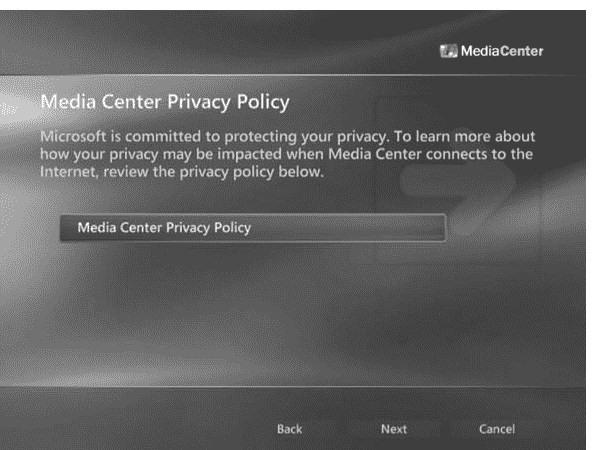 MediaCenter
Media Center Privacy Policy
Microsoft is committed to protecting your privacy. To learn more about
how your privacy may be impacted when Media Center connects to the
Internet, review the privacy policy below.
Media Center Privacy Policy
Back Next Cancel